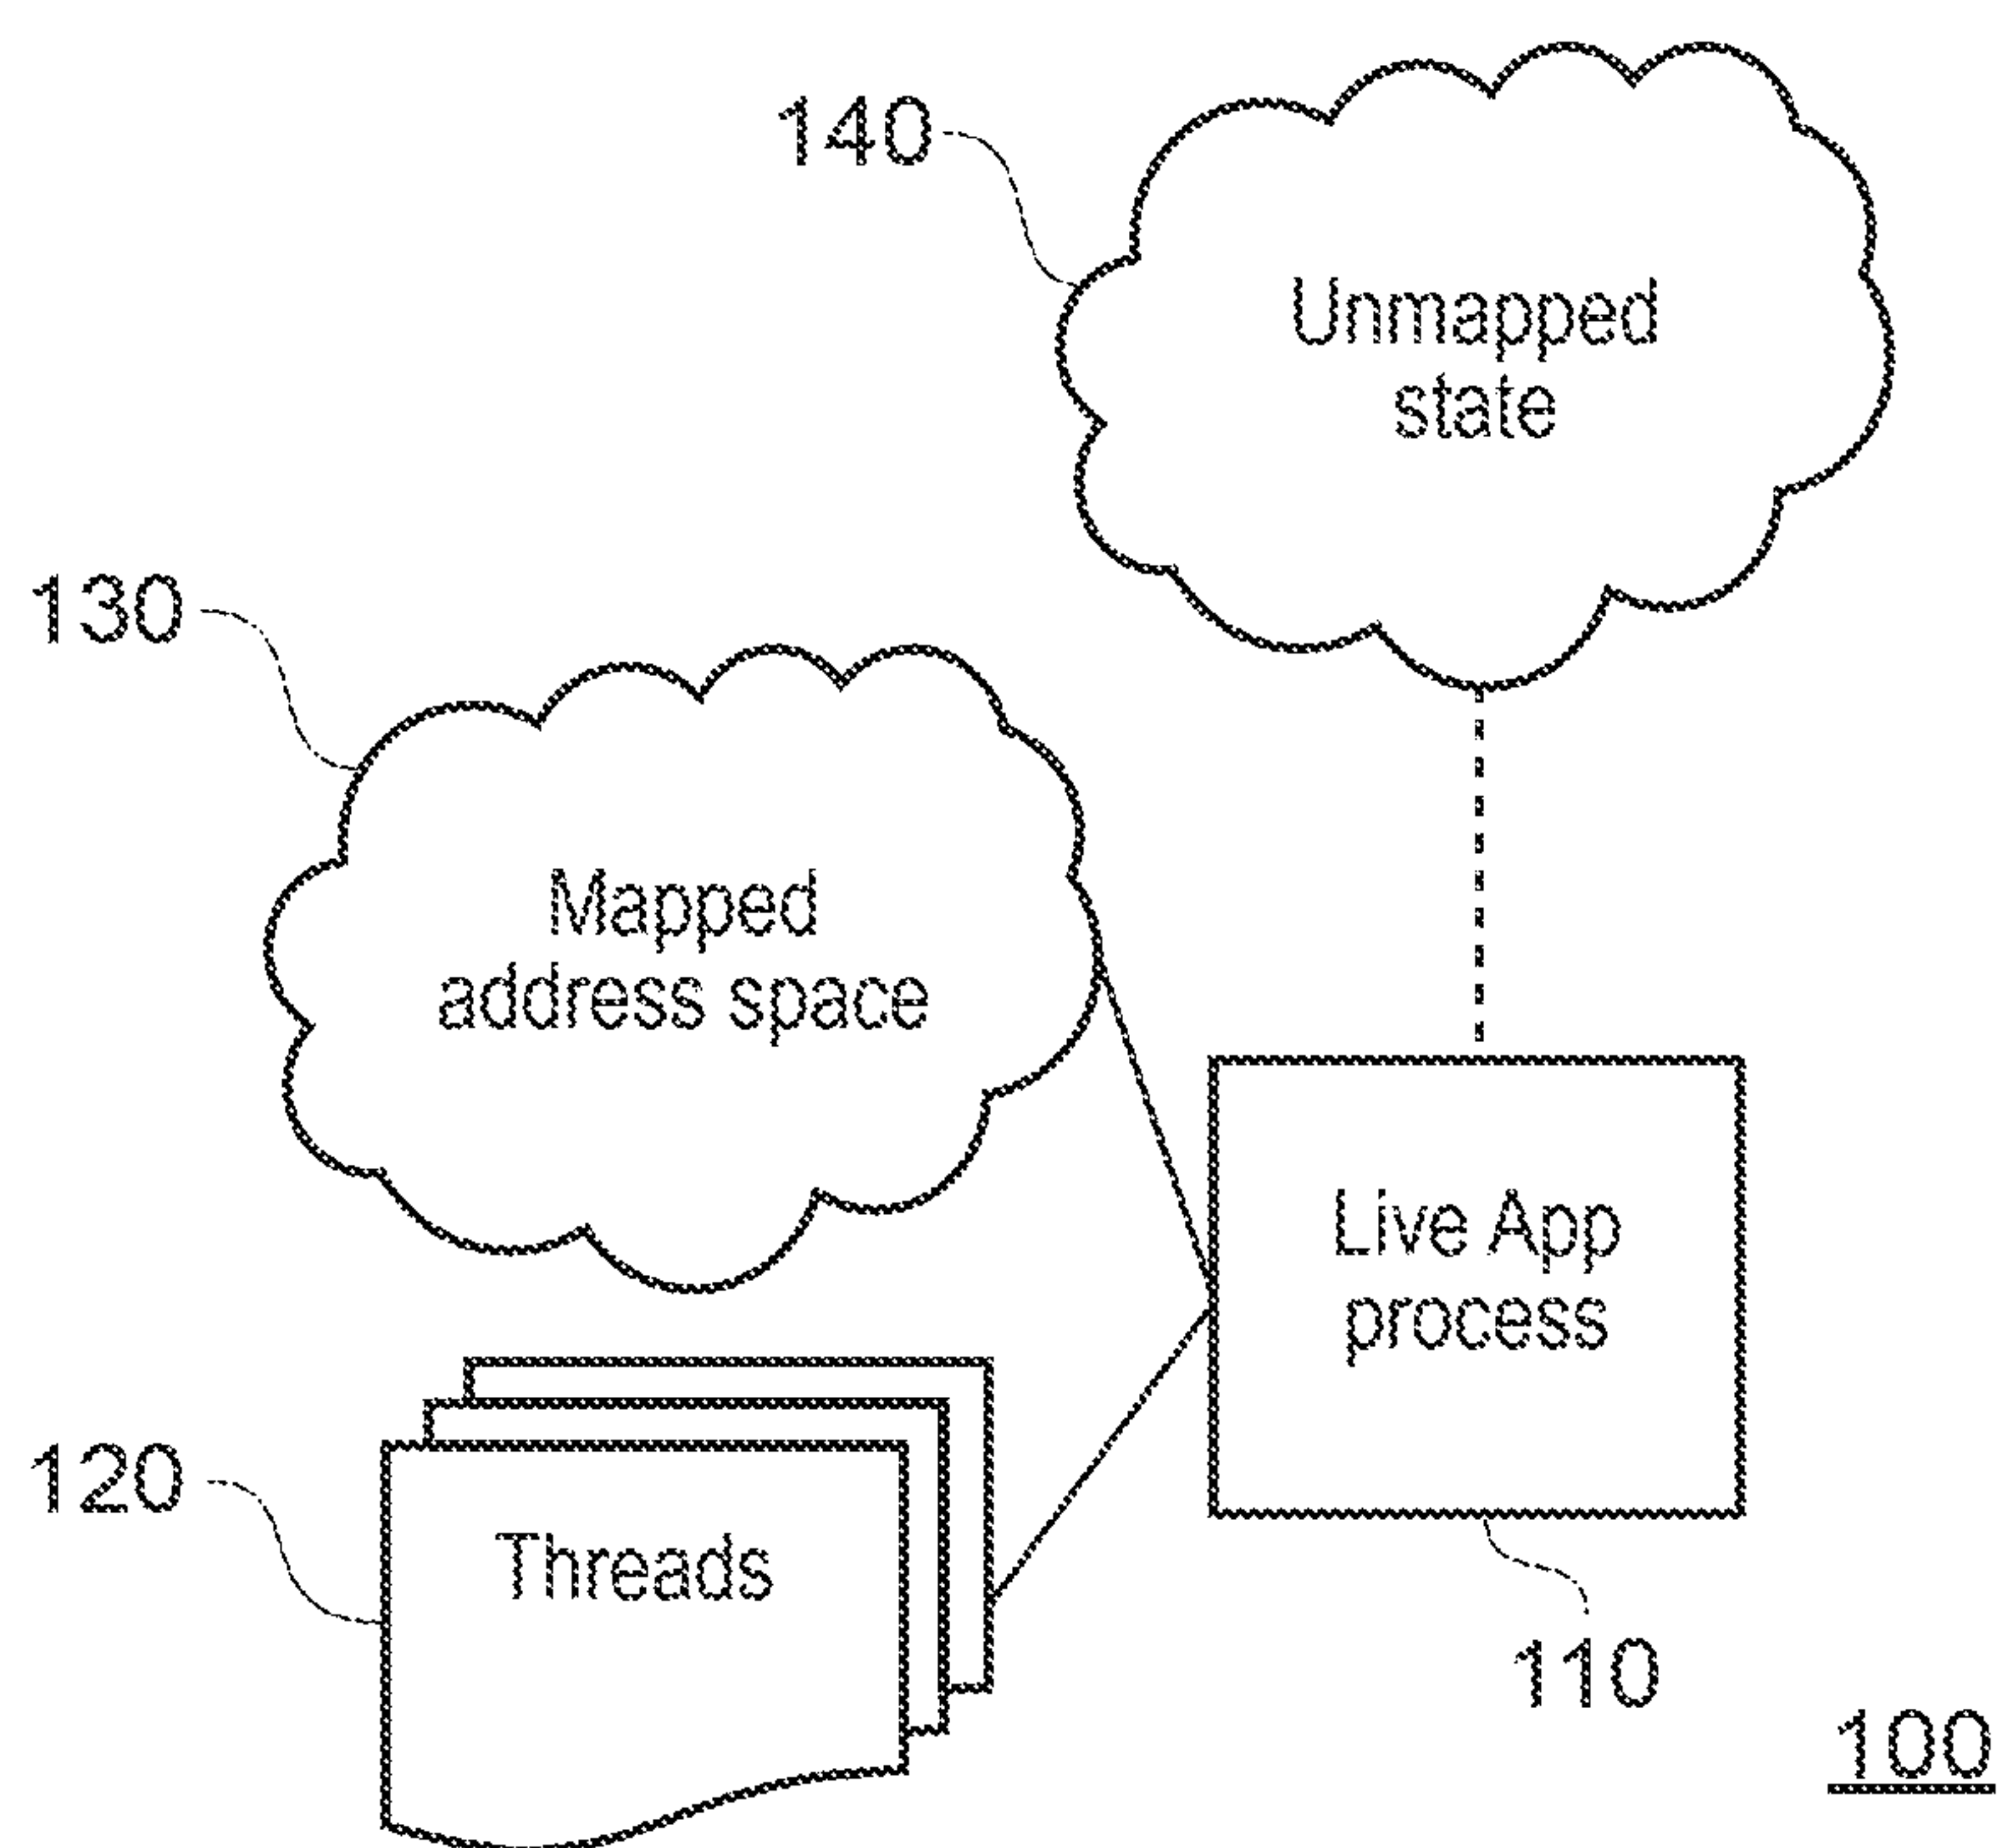 140
Unmapped
state
130
Mapped
address space
Live App
process
120
Threads
110
100